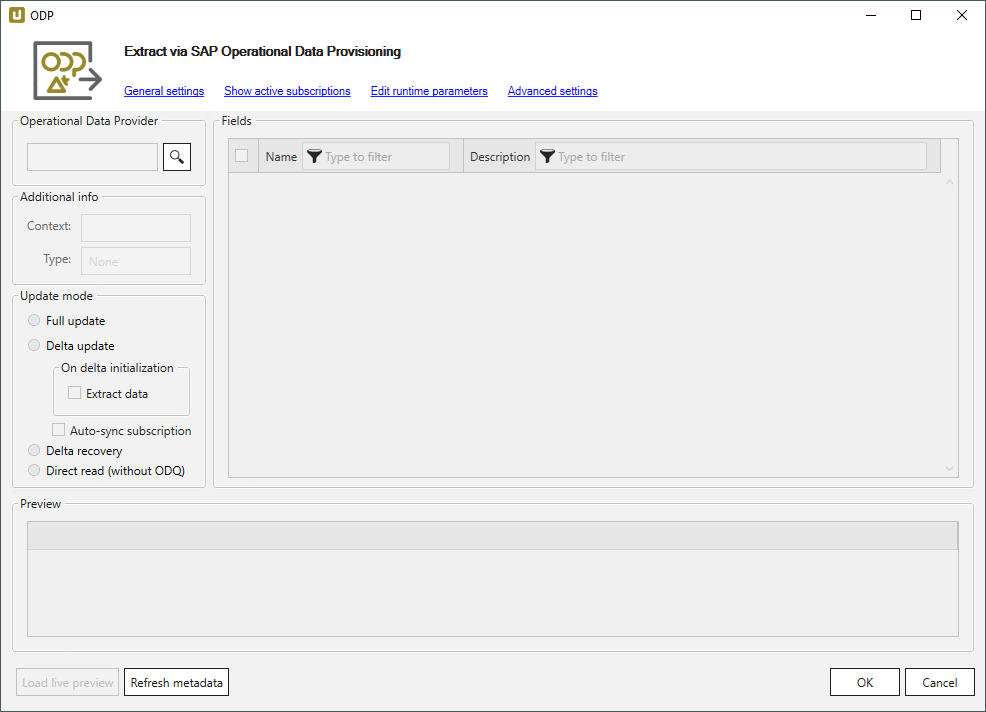 ODP
Extract via SAP Operational Data Provisioning
General settings Show active subscriptions Edit runtime parameters Advanced settings
Operational Data Provider
Additional info
Context:
Type: None
Update mode
Full update
Delta update
On delta initialization
Extract data
Auto-sync subscription
Delta recovery
Direct read (without ODQ)
Fields
Name Type to filter Description Type to filter
Preview
Load live preview Refresh metadata OK Cancel